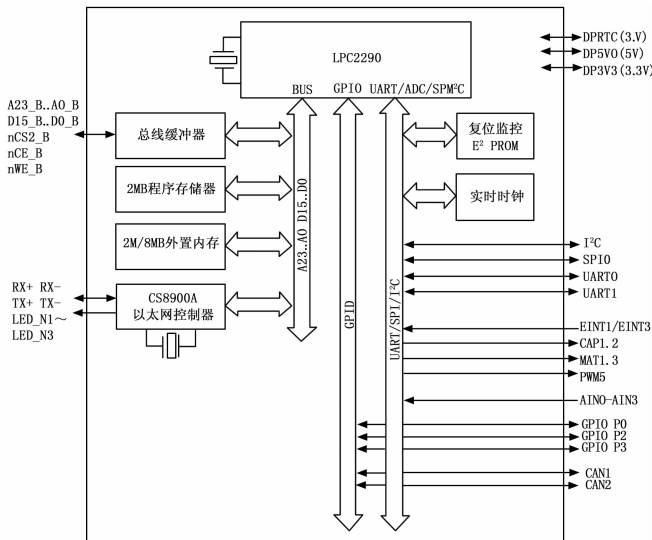 LPC2290
BUS GPIO UART/ADC/SPM²C
DPRTC(3.V)
DP5V0(5V)
DP3V3(3.3V)
A23_B..AO_B
D15_B..D0_B
nCS2_B
nCE_B
nWE_B
总线缓冲器
2MB程序存储器
2M/8MB外置内存
CS8900A
以太网控制器
RX+ RX-
TX+ TX-
LED_N1～
LED_N3
A23..AO D15..DO
GPID
UART/SPI/I²C
复位监控
E² PROM
实时时钟
I²C
SPI0
UART0
UART1
EINT1/EINT3
CAP1.2
MAT1.3
PWM5
AIN0-AIN3
GPIO P0
GPIO P2
GPIO P3
CAN1
CAN2